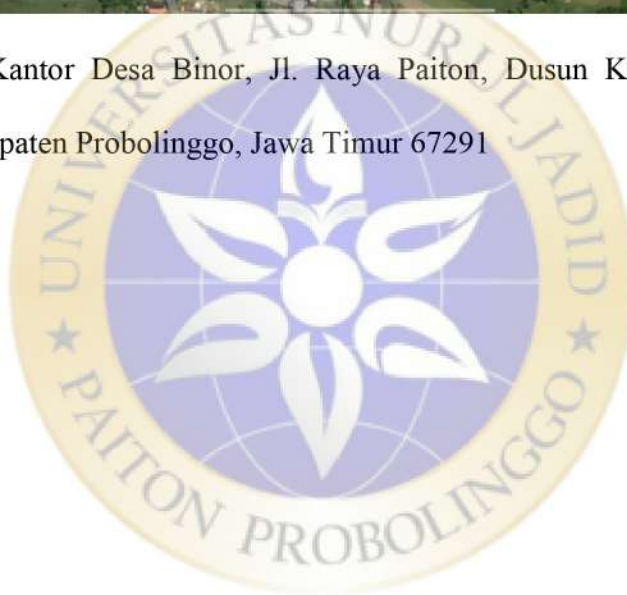 Kantor Desa Binor, Jl. Raya Paiton, Dusun K
paten Probolinggo, Jawa Timur 67291
UNIVERSITAS NURUL JADID
★ PAITON PROBOLINGGO ★